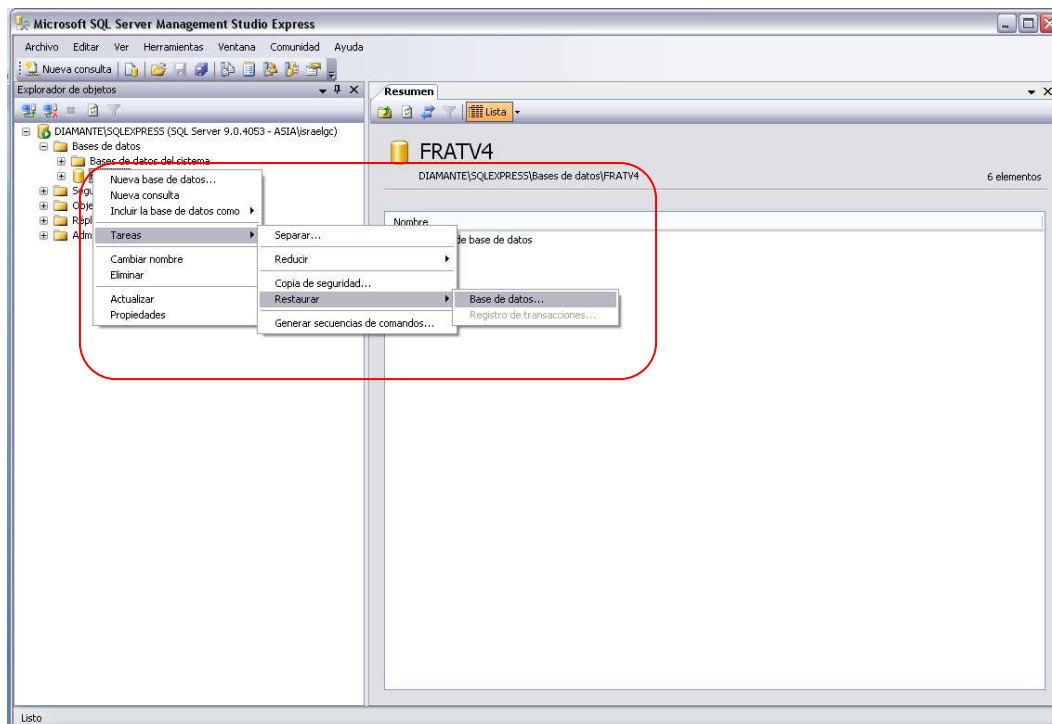 Microsoft SQL Server Management Studio Express
Archivo Editar Ver Herramientas Ventana Comunidad Ayuda
Nueva consulta
Explorador de objetos
DIAMANTE\SQLEXPRESS (SQL Server 9.0.4053 - ASIA\israelgc)
Bases de datos
Bases de datos del sistema
Segu
Obje
Répl
Adm
Nueva base de datos...
Nueva consulta
Incluir la base de datos como
Tareas
Cambiar nombre
Eliminar
Actualizar
Propiedades
Separar...
Reducir
Copia de seguridad...
Restaurar
Generar secuencias de comandos...
Base de datos...
Registro de transacciones...
Resumen
Lista
FRATV4
DIAMANTE\SQLEXPRESS\Bases de datos\FRATV4
6 elementos
Nombre
de base de datos
Listo